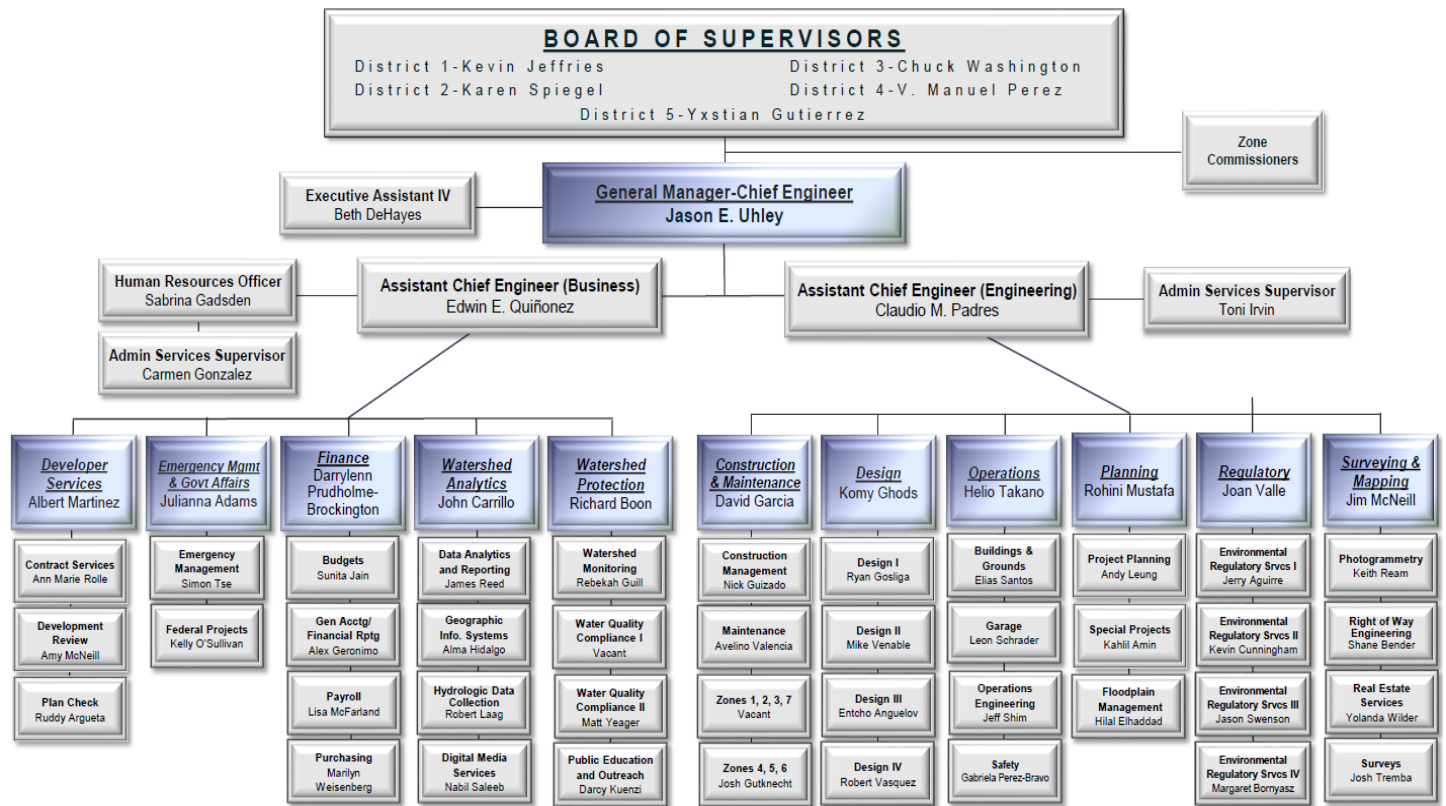 BOARD OF SUPERVISORS
District 1-Kevin Jeffries
District 3-Chuck Washington
District 2-Karen Spiegel
District 4-V. Manuel Perez
District 5-Yxstian Gutierrez
Zone
Commissioners
General Manager-Chief Engineer
Jason E. Uhley
Executive Assistant IV
Beth DeHayes
Human Resources Officer
Sabrina Gadsden
Assistant Chief Engineer (Business)
Edwin E. Quiñonez
Assistant Chief Engineer (Engineering)
Claudio M. Padres
Admin Services Supervisor
Toni Irvin
Admin Services Supervisor
Carmen Gonzalez
Developer
Services
Albert Martinez
Contract Services
Ann Marie Rolle
Development
Review
Amy McNeill
Plan Check
Ruddy Argueta
Emergency Mgmt
& Govt Affairs
Julianna Adams
Emergency
Management
Simon Tse
Federal Projects
Kelly O'Sullivan
Finance
Darrylenn
Prudholme-
Brockington
Budgets
Sunita Jain
Gen Acctg/
Financial Rptg
Alex Geronimo
Payroll
Lisa McFarland
Purchasing
Marilyn
Weisenberg
Watershed
Analytics
John Carrillo
Data Analytics
and Reporting
James Reed
Geographic
Info. Systems
Alma Hidalgo
Hydrologic Data
Collection
Robert Laag
Digital Media
Services
Nabil Saleeb
Watershed
Protection
Richard Boon
Watershed
Monitoring
Rebekah Guill
Water Quality
Compliance I
Vacant
Water Quality
Compliance II
Matt Yeager
Public Education
and Outreach
Darcy Kuenzi
Construction
& Maintenance
David Garcia
Construction
Management
Nick Guizado
Maintenance
Avelino Valencia
Zones 1, 2, 3, 7
Vacant
Zones 4, 5, 6
Josh Gutknecht
Design
Komy Ghods
Design I
Ryan Gosliga
Design II
Mike Venable
Design III
Entcho Anguelov
Design IV
Robert Vasquez
Operations
Helio Takano
Buildings &
Grounds
Elias Santos
Garage
Leon Schrader
Operations
Engineering
Jeff Shim
Safety
Gabriela Perez-Bravo
Planning
Rohini Mustafa
Project Planning
Andy Leung
Special Projects
Kahlil Amin
Floodplain
Management
Hilal Elhaddad
Regulatory
Joan Valle
Environmental
Regulatory Srvcs I
Jerry Aguirre
Environmental
Regulatory Srvcs II
Kevin Cunningham
Environmental
Regulatory Srvcs III
Jason Swenson
Environmental
Regulatory Srvcs IV
Margaret Bornyasz
Surveying &
Mapping
Jim McNeill
Photogrammetry
Keith Ream
Right of Way
Engineering
Shane Bender
Real Estate
Services
Yolanda Wilder
Surveys
Josh Tremba